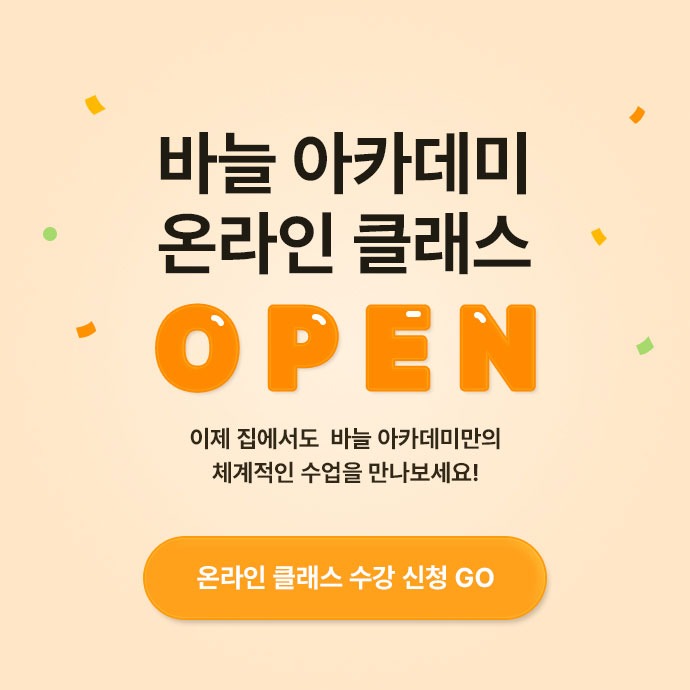 바늘 아카데미
온라인 클래스
OPEN
이제 집에서도 바늘 아카데미만의
체계적인 수업을 만나보세요!
온라인 클래스 수강 신청 GO